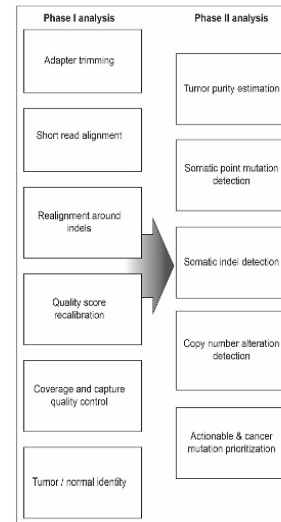 Phase I analysis
Adapter trimming
Short read alignment
Realignment around
indels
Quality score
recalibration
Coverage and capture
quality control
Tumor / normal identity
Phase II analysis
Tumor purity estimation
Somatic point mutation
detection
Somatic indel detection
Copy number alteration
detection
Actionable & cancer
mutation prioritization